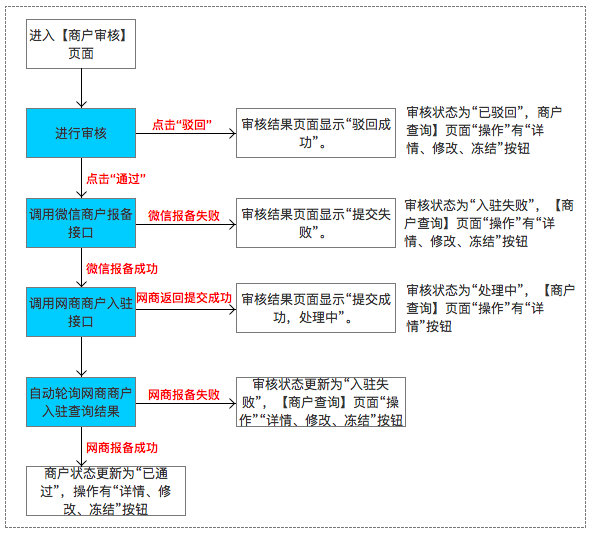 进入【商户审核】
页面
进行审核
点击“驳回”
审核结果页面显示“驳回成
功”。
审核状态为“已驳回”，商户
查询】页面“操作”有“详
情、修改、冻结”按钮
点击“通过”
调用微信商户报备
接口
微信报备失败
审核结果页面显示“提交失
败”。
审核状态为“入驻失败”，【商
户查询】页面“操作”有“详
情、修改、冻结”按钮
微信报备成功
调用网商商户入驻
接口
网商返回提交成功
审核结果页面显示“提交成
功，处理中”。
审核状态为“处理中”，【商户
查询】页面“操作”有“详
情”按钮
自动轮询网商商户
入驻查询结果
网商报备失败
审核状态更新为“入驻失
败”，【商户查询】页面“操
作”“详情、修改、冻结”按钮
网商报备成功
商户状态更新为“已通
过”，操作有“详情、修
改、冻结”按钮